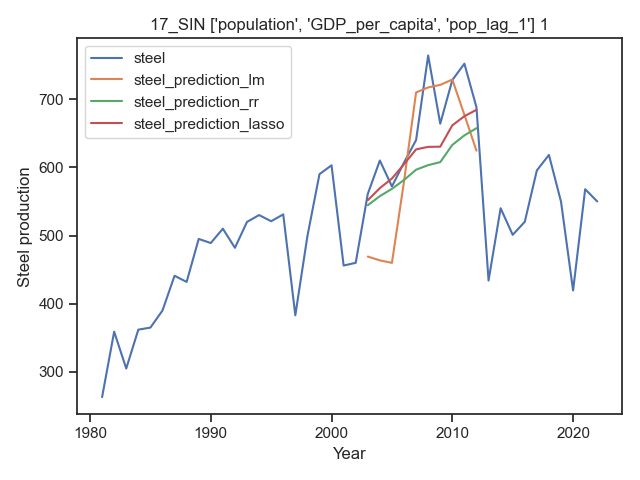 17_SIN ['population', 'GDP_per_capita', 'pop_lag_1'] 1
steel
steel_prediction_lm
steel_prediction_rr
steel_prediction_lasso
Steel production
700
600
500
400
300
1980
1990
2000
2010
2020
Year